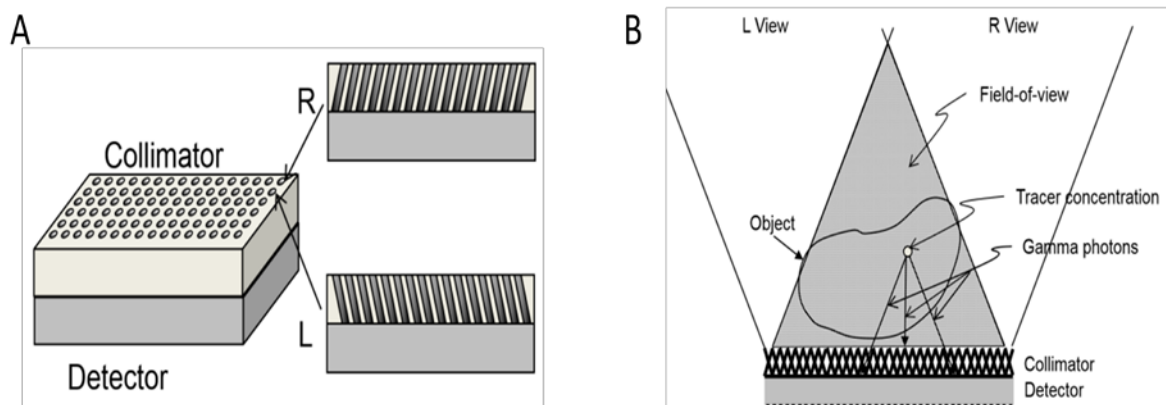 A
R
Collimator
L
Detector
B
L View
R View
Field-of-view
Tracer concentration
Object
Gamma photons
Collimator
Detector